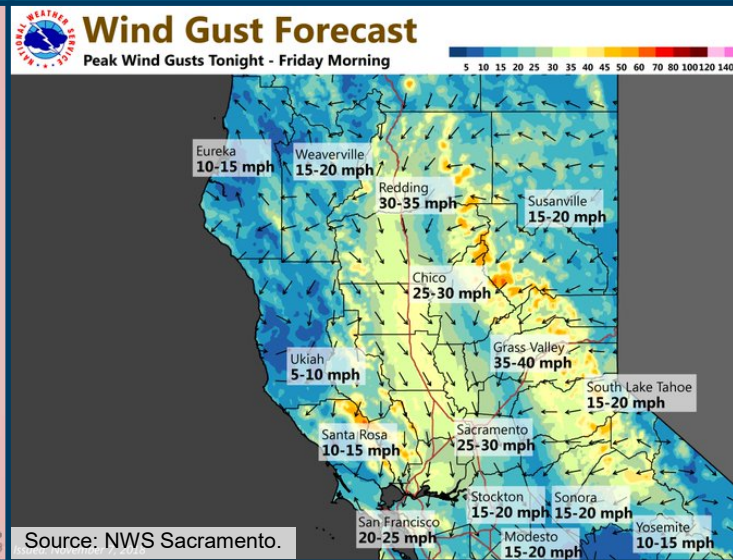 NATIONAL WEATHER SERVICE
Wind Gust Forecast
Peak Wind Gusts Tonight - Friday Morning
5 10 15 20 25 30 35 40 45 50 60 70 80 100 120 140
Eureka
10-15 mph
Weaverville
15-20 mph
Redding
30-35 mph
Susanville
15-20 mph
Chico
25-30 mph
Ukiah
5-10 mph
Grass Valley
35-40 mph
South Lake Tahoe
15-20 mph
Santa Rosa
10-15 mph
Sacramento
25-30 mph
Stockton
15-20 mph
Sonora
15-20 mph
San Francisco
20-25 mph
Modesto
15-20 mph
Yosemite
10-15 mph
Source: NWS Sacramento.
Issued: November 7, 2018